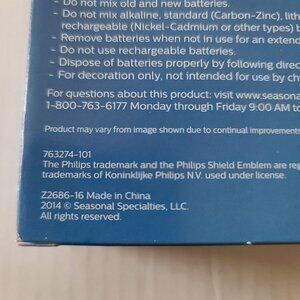 - Do not mix old and new batteries.
- Do not mix alkaline, standard (Carbon-Zinc), lith
rechargeable (Nickel-Cadmium or other types) b
- Remove batteries when not in use for an extend
- Do not use rechargeable batteries.
- Dispose of batteries properly by following direc
- For decoration only, not intended for use by ch
For questions about this product: visit www.seasona
1-800-763-6177 Monday through Friday 9:00 AM to
Product may vary from image shown due to continual improvements
763274-101
The Philips trademark and the Philips Shield Emblem are reg
trademarks of Koninklijke Philips N.V. used under license.
Z2686-16 Made in China
2014 © Seasonal Specialties, LLC.
All rights reserved.